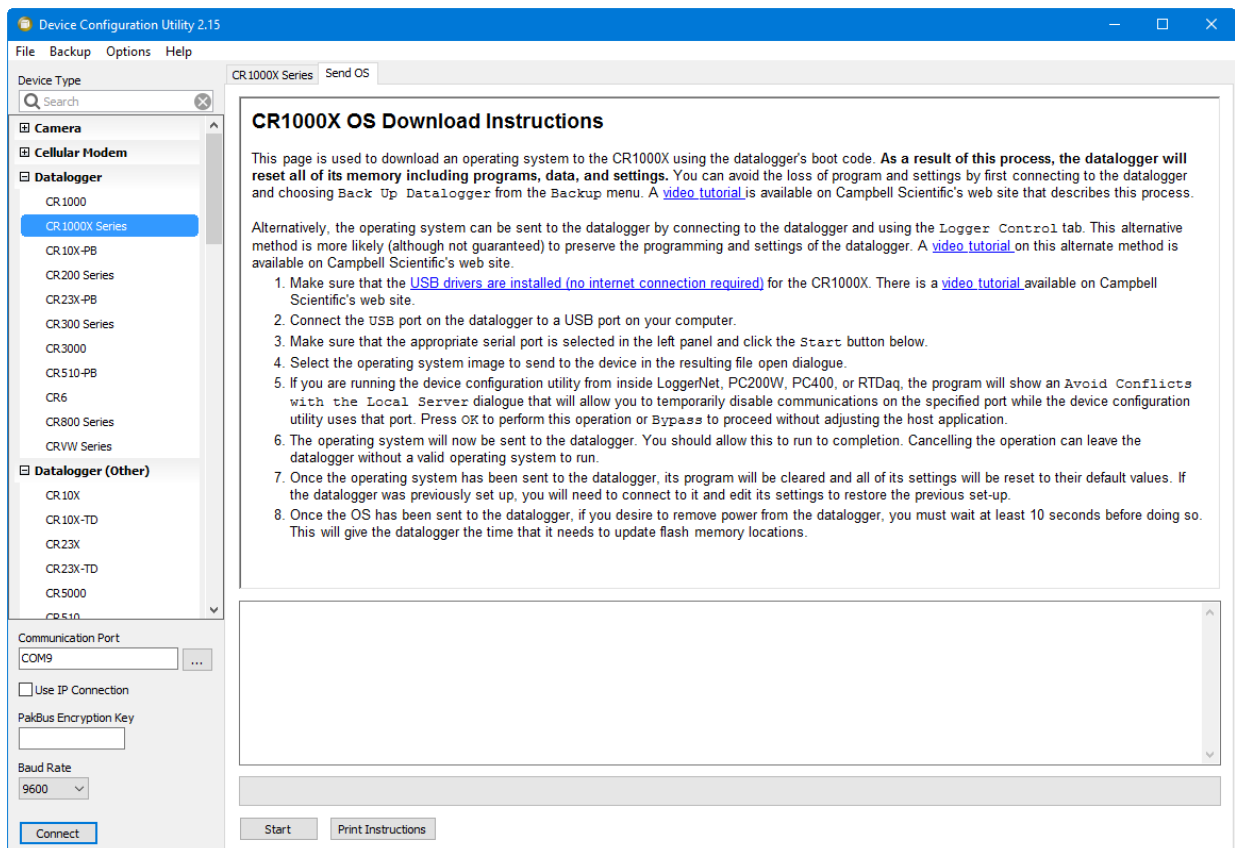 Device Configuration Utility 2.15
File Backup Options Help
Device Type
Search
Camera
Cellular Modem
Datalogger
CR1000
CR1000X Series
CR10X-PB
CR200 Series
CR23X-PB
CR300 Series
CR3000
CR510-PB
CR6
CR800 Series
CRVW Series
Datalogger (Other)
CR10X
CR10X-TD
CR23X
CR23X-TD
CR5000
CR510
Communication Port
COM9
...
Use IP Connection
PakBus Encryption Key
Baud Rate
9600
Connect
CR1000X Series Send OS
CR1000X OS Download Instructions
This page is used to download an operating system to the CR1000X using the datalogger's boot code. As a result of this process, the datalogger will
reset all of its memory including programs, data, and settings. You can avoid the loss of program and settings by first connecting to the datalogger
and choosing Back Up Datalogger from the Backup menu. A video tutorial is available on Campbell Scientific's web site that describes this process.
Alternatively, the operating system can be sent to the datalogger by connecting to the datalogger and using the Logger Control tab. This alternative
method is more likely (although not guaranteed) to preserve the programming and settings of the datalogger. A video tutorial on this alternate method is
available on Campbell Scientific's web site.
1. Make sure that the USB drivers are installed (no internet connection required) for the CR1000X. There is a video tutorial available on Campbell
Scientific's web site.
2. Connect the USB port on the datalogger to a USB port on your computer.
3. Make sure that the appropriate serial port is selected in the left panel and click the Start button below.
4. Select the operating system image to send to the device in the resulting file open dialogue.
5. If you are running the device configuration utility from inside LoggerNet, PC200W, PC400, or RTDaq, the program will show an Avoid Conflicts
with the Local Server dialogue that will allow you to temporarily disable communications on the specified port while the device configuration
utility uses that port. Press OK to perform this operation or Bypass to proceed without adjusting the host application.
6. The operating system will now be sent to the datalogger. You should allow this to run to completion. Cancelling the operation can leave the
datalogger without a valid operating system to run.
7. Once the operating system has been sent to the datalogger, its program will be cleared and all of its settings will be reset to their default values. If
the datalogger was previously set up, you will need to connect to it and edit its settings to restore the previous set-up.
8. Once the OS has been sent to the datalogger, if you desire to remove power from the datalogger, you must wait at least 10 seconds before doing so.
This will give the datalogger the time that it needs to update flash memory locations.
Start Print Instructions